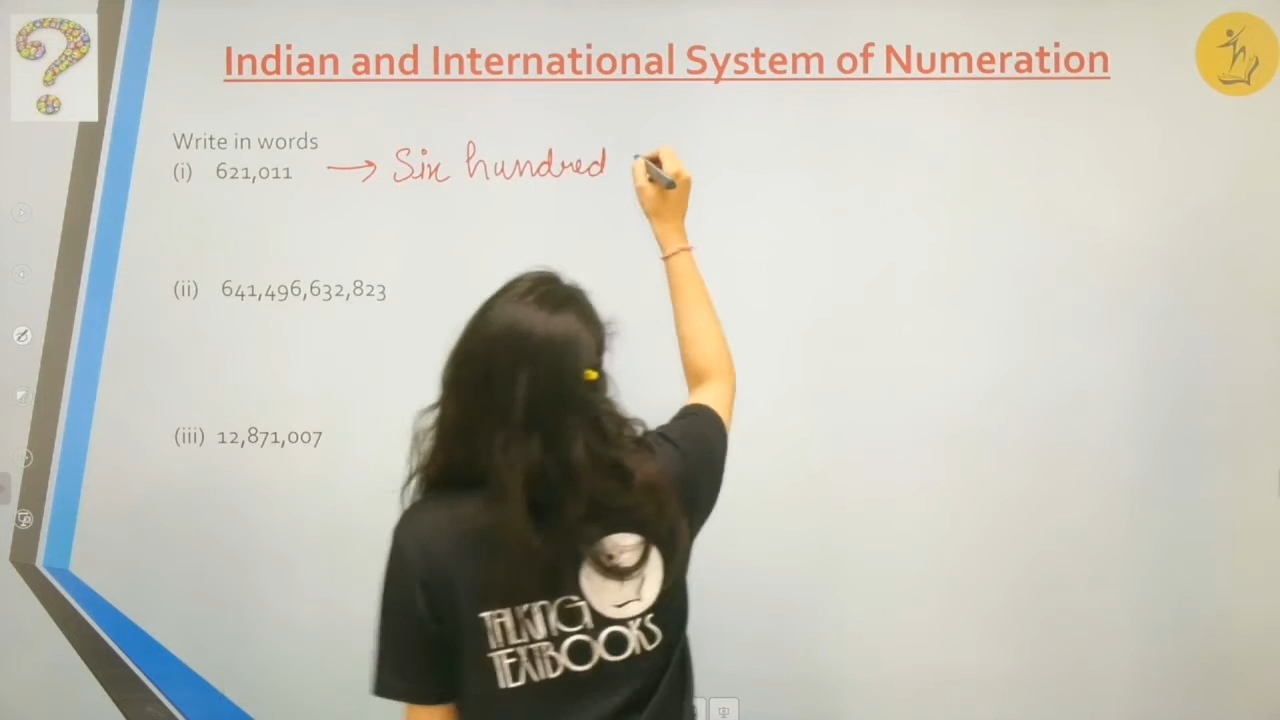 Indian and International System of Numeration
Write in words
(i) 621,011 → Six hundred
(ii) 641,496,632,823
(iii) 12,871,007
TALKING
TEXTBOOKS